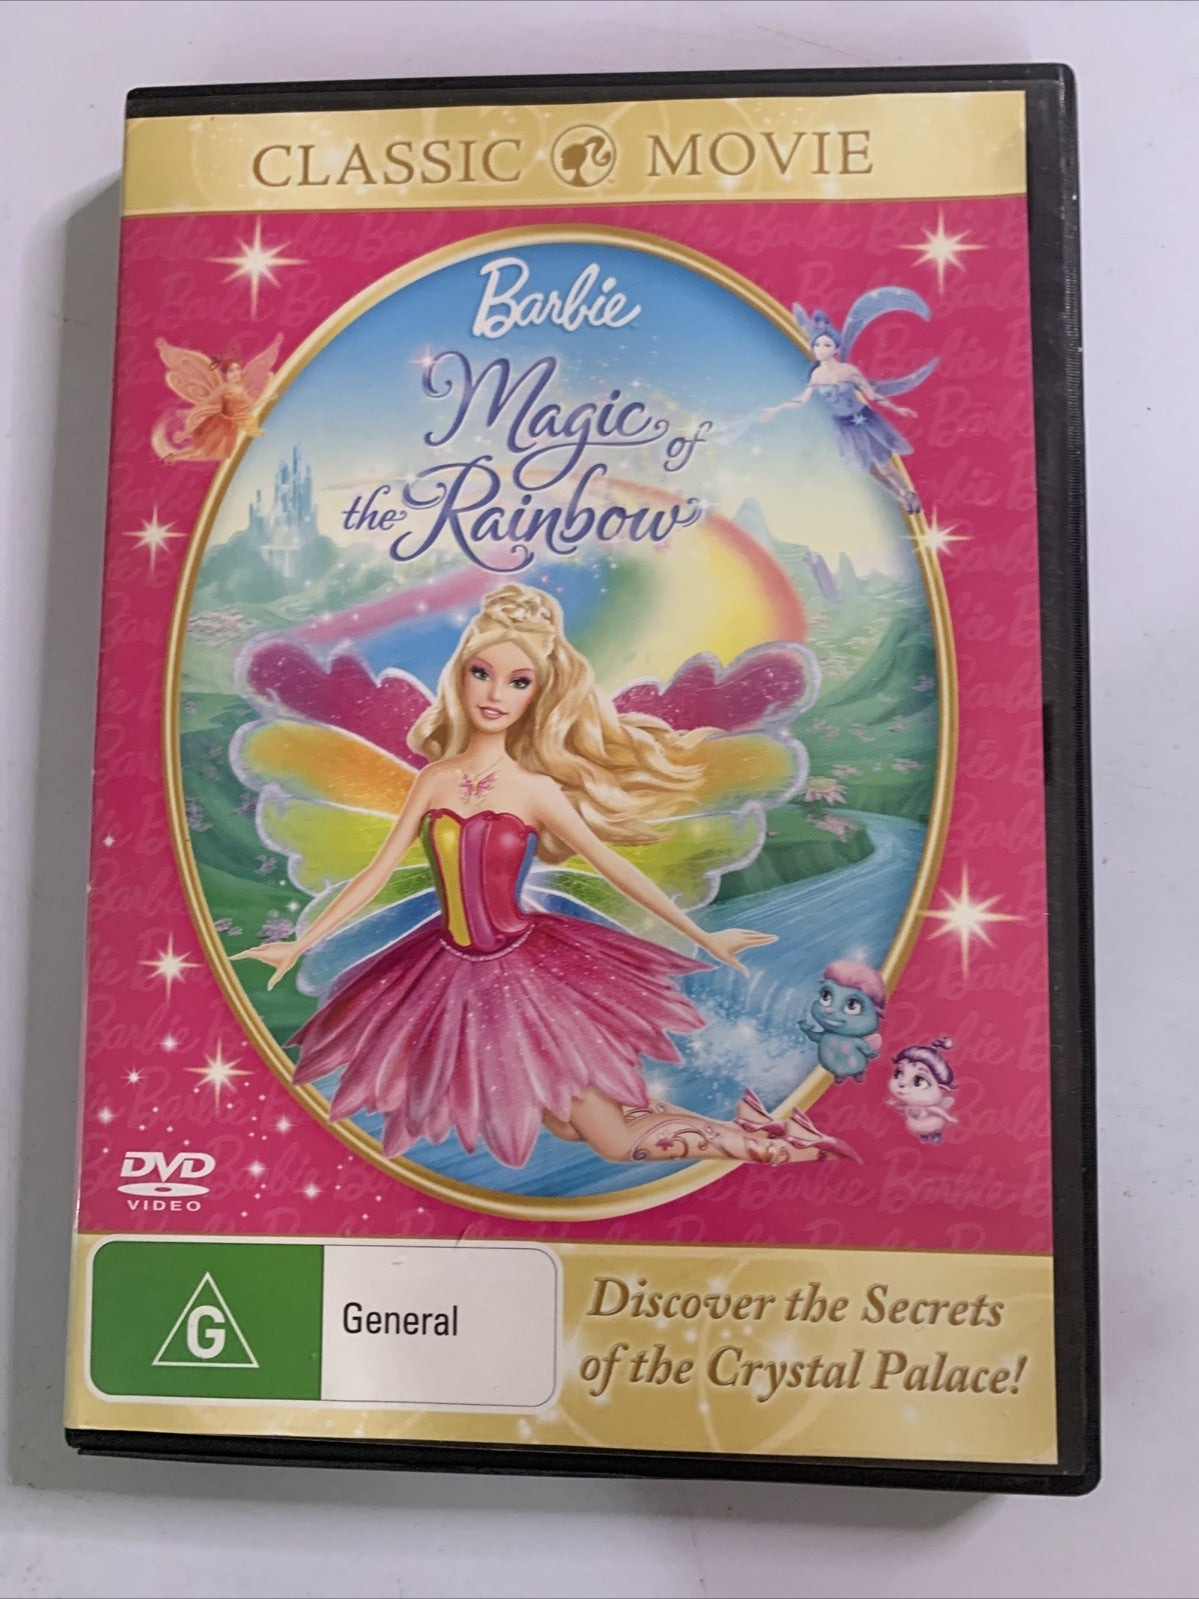 CLASSIC MOVIE
Barbie
Magic of
the Rainbow
DVD
VIDEO
G
General
Discover the Secrets
of the Crystal Palace!